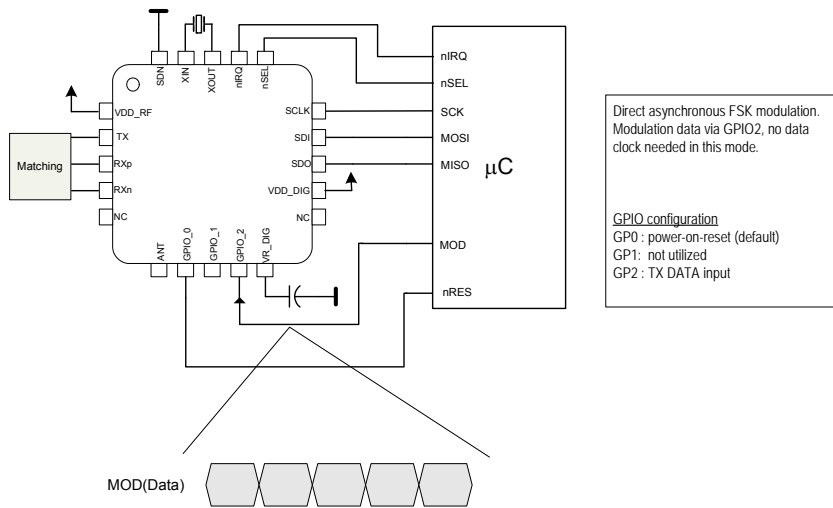 SDN
XIN
XOUT
nIRQ
nSEL
VDD_RF
TX
RXp
RXn
NC
SCLK
SDI
SDO
VDD_DIG
NC
ANT
GPIO_0
GPIO_1
GPIO_2
VR_DIG
Matching
nIRQ
nSEL
SCK
MOSI
MISO
μC
MOD
nRES
Direct asynchronous FSK modulation.
Modulation data via GPIO2, no data
clock needed in this mode.
GPIO configuration
GP0 : power-on-reset (default)
GP1: not utilized
GP2 : TX DATA input
MOD(Data)